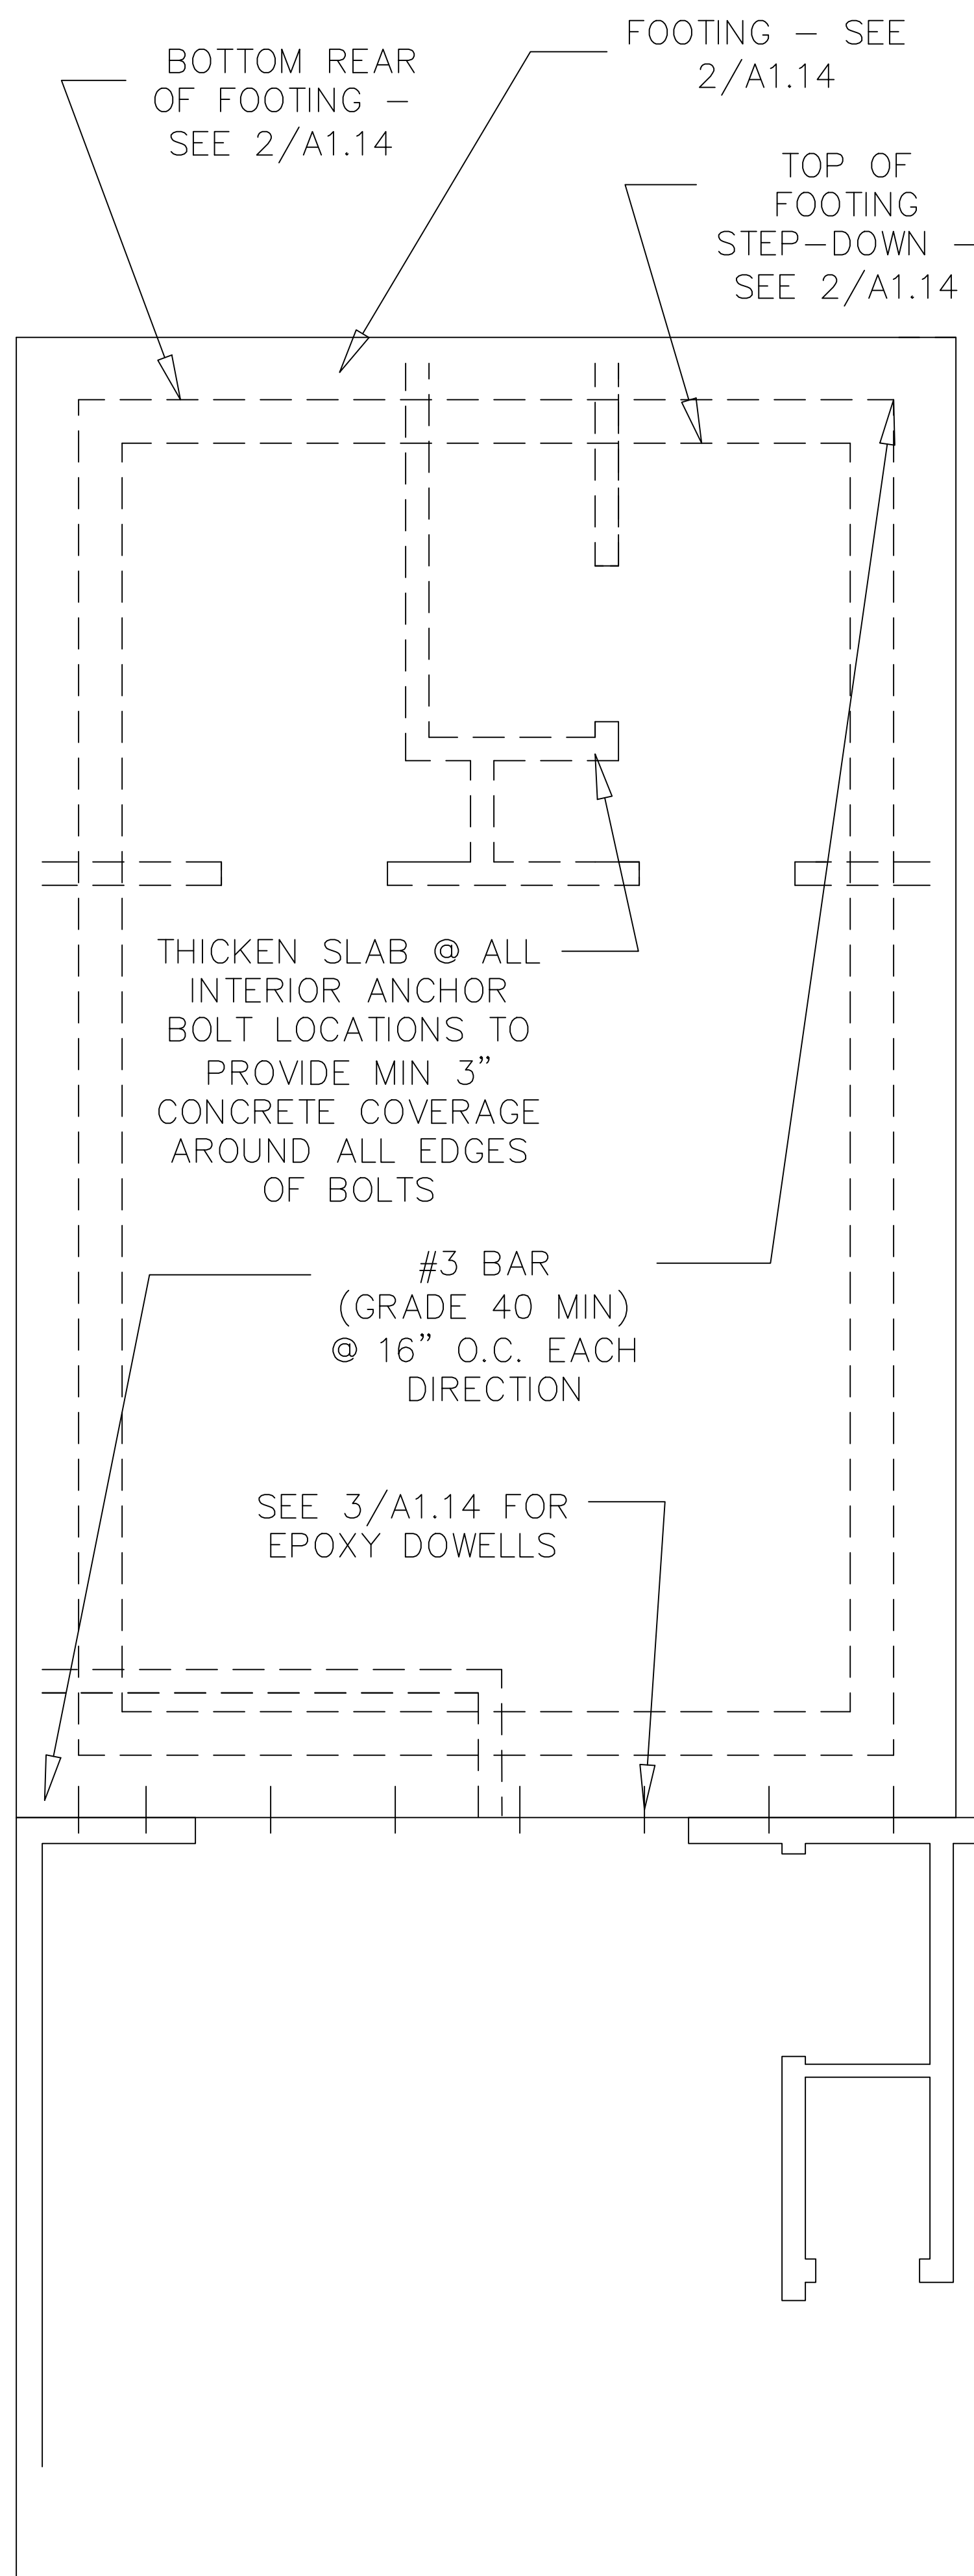 BOTTOM REAR
OF FOOTING –
SEE 2/A1.14
FOOTING – SEE
2/A1.14
TOP OF
FOOTING
STEP–DOWN –
SEE 2/A1.14
THICKEN SLAB @ ALL
INTERIOR ANCHOR
BOLT LOCATIONS TO
PROVIDE MIN 3”
CONCRETE COVERAGE
AROUND ALL EDGES
OF BOLTS
#3 BAR
(GRADE 40 MIN)
@ 16” O.C. EACH
DIRECTION
SEE 3/A1.14 FOR
EPOXY DOWELLS